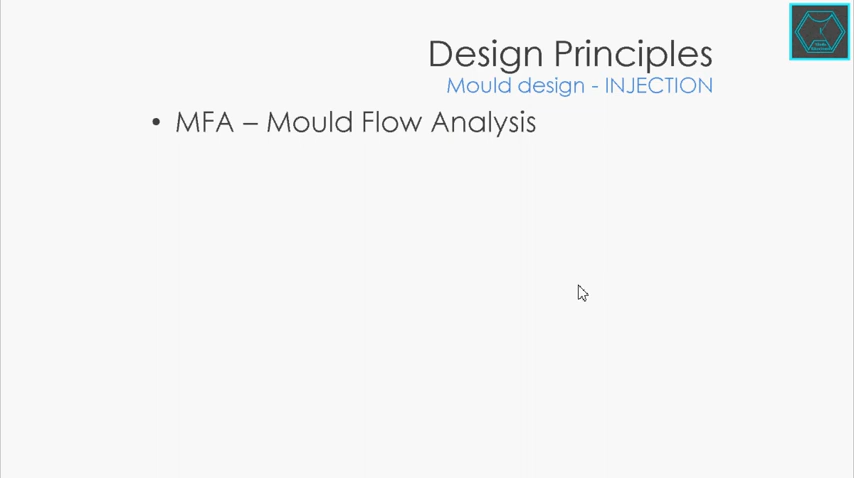 Design Principles
Mould design - INJECTION
• MFA – Mould Flow Analysis